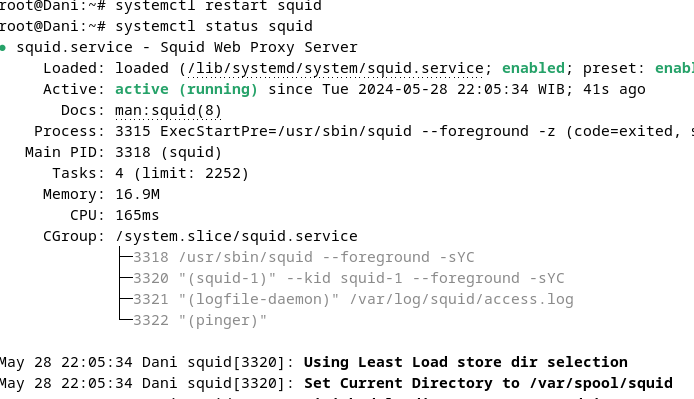 root@Dani:~# systemctl restart squid
root@Dani:~# systemctl status squid
● squid.service - Squid Web Proxy Server
Loaded: loaded (/lib/systemd/system/squid.service; enabled; preset:
Active: active (running) since Tue 2024-05-28 22:05:34 WIB; 41s ago
Docs: man:squid(8)
Process: 3315 ExecStartPre=/usr/sbin/squid --foreground -z (code=exited,
Main PID: 3318 (squid)
Tasks: 4 (limit: 2252)
Memory: 16.9M
CPU: 165ms
CGroup: /system.slice/squid.service
├─3318 /usr/sbin/squid --foreground -sYC
├─3320 "(squid-1)" --kid squid-1 --foreground -sYC
├─3321 "(logfile-daemon)" /var/log/squid/access.log
└─3322 "(pinger)"
May 28 22:05:34 Dani squid[3320]: Using Least Load store dir selection
May 28 22:05:34 Dani squid[3320]: Set Current Directory to /var/spool/squid